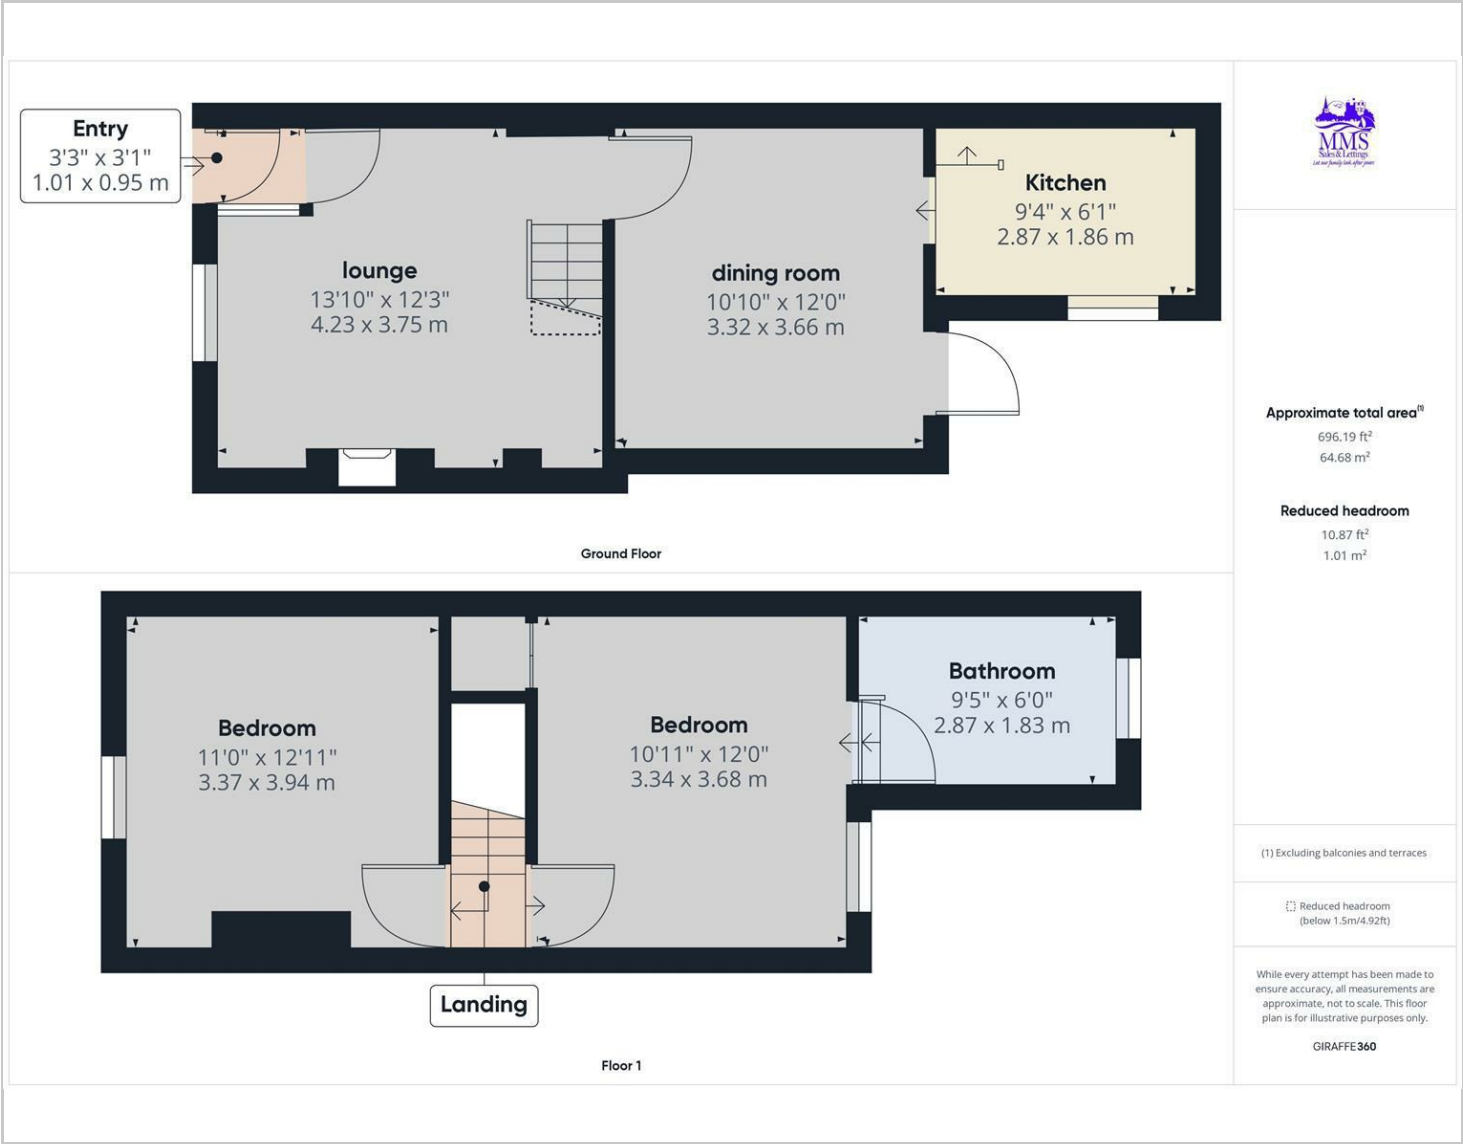 Entry
3'3" x 3'1"
1.01 x 0.95 m
lounge
13'10" x 12'3"
4.23 x 3.75 m
dining room
10'10" x 12'0"
3.32 x 3.66 m
Kitchen
9'4" x 6'1"
2.87 x 1.86 m
Ground Floor
Bedroom
11'0" x 12'11"
3.37 x 3.94 m
Bedroom
10'11" x 12'0"
3.34 x 3.68 m
Bathroom
9'5" x 6'0"
2.87 x 1.83 m
Landing
Floor 1
MMS
Sales & Lettings
Let our family look after yours
Approximate total area(1)
696.19 ft²
64.68 m²
Reduced headroom
10.87 ft²
1.01 m²
(1) Excluding balconies and terraces
Reduced headroom
(below 1.5m/4.92ft)
While every attempt has been made to
ensure accuracy, all measurements are
approximate, not to scale. This floor
plan is for illustrative purposes only.
GIRAFFE360